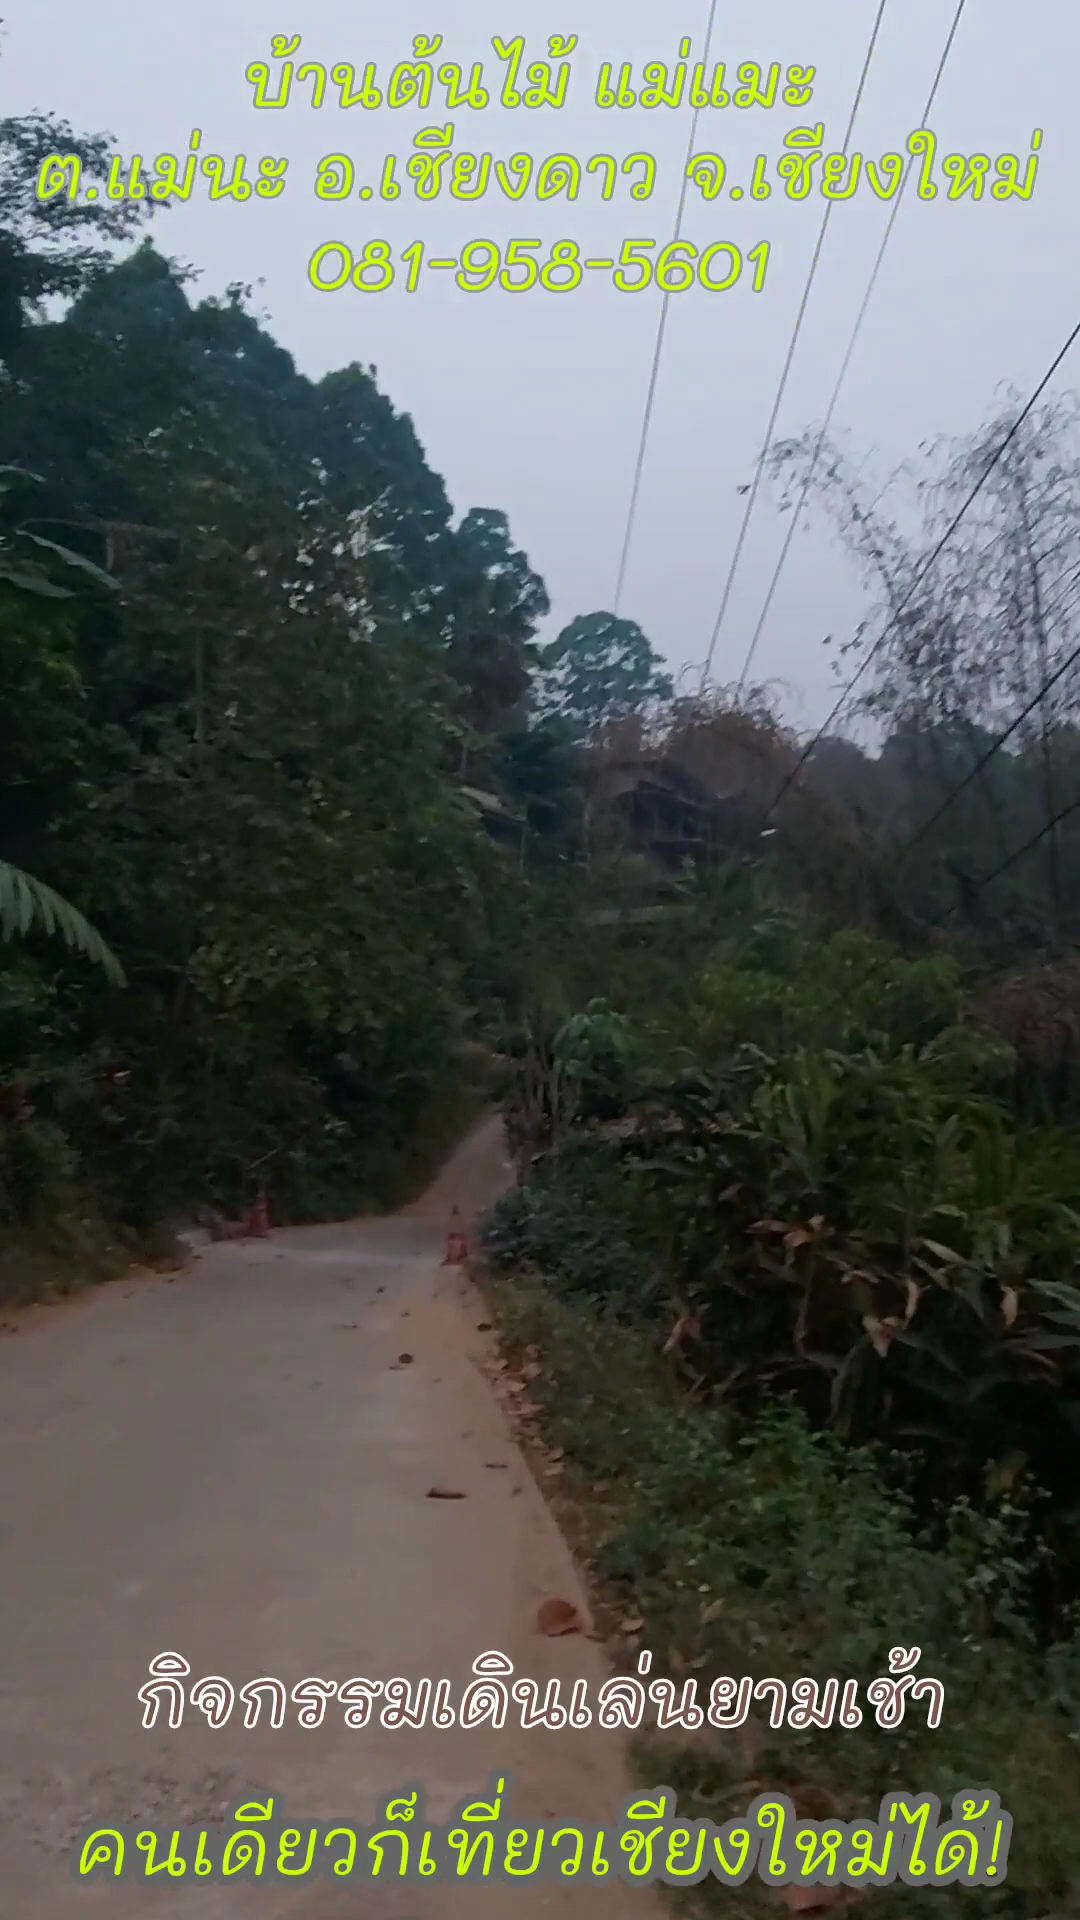 บ้านต้นไม้ แม่แมะ
ต.แม่นะ อ.เชียงดาว จ.เชียงใหม่
081-958-5601
กิจกรรมเดินเล่นยามเช้า
คนเดียวก็เที่ยวเชียงใหม่ได้!